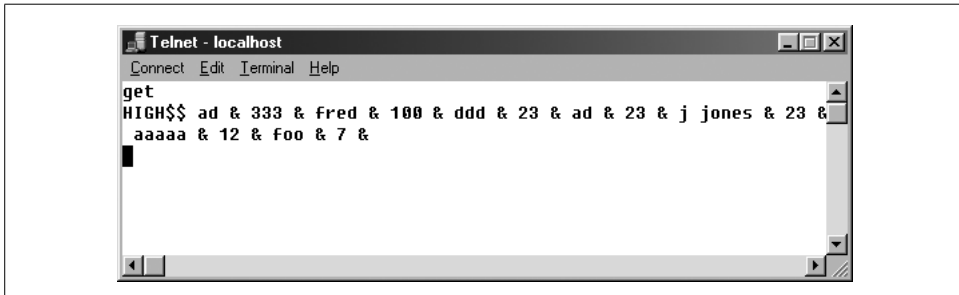 Telnet - localhost
Connect Edit Terminal Help
get
HIGH$$ ad & 333 & fred & 100 & ddd & 23 & ad & 23 & j jones & 23 &
aaaaa & 12 & foo & 7 &